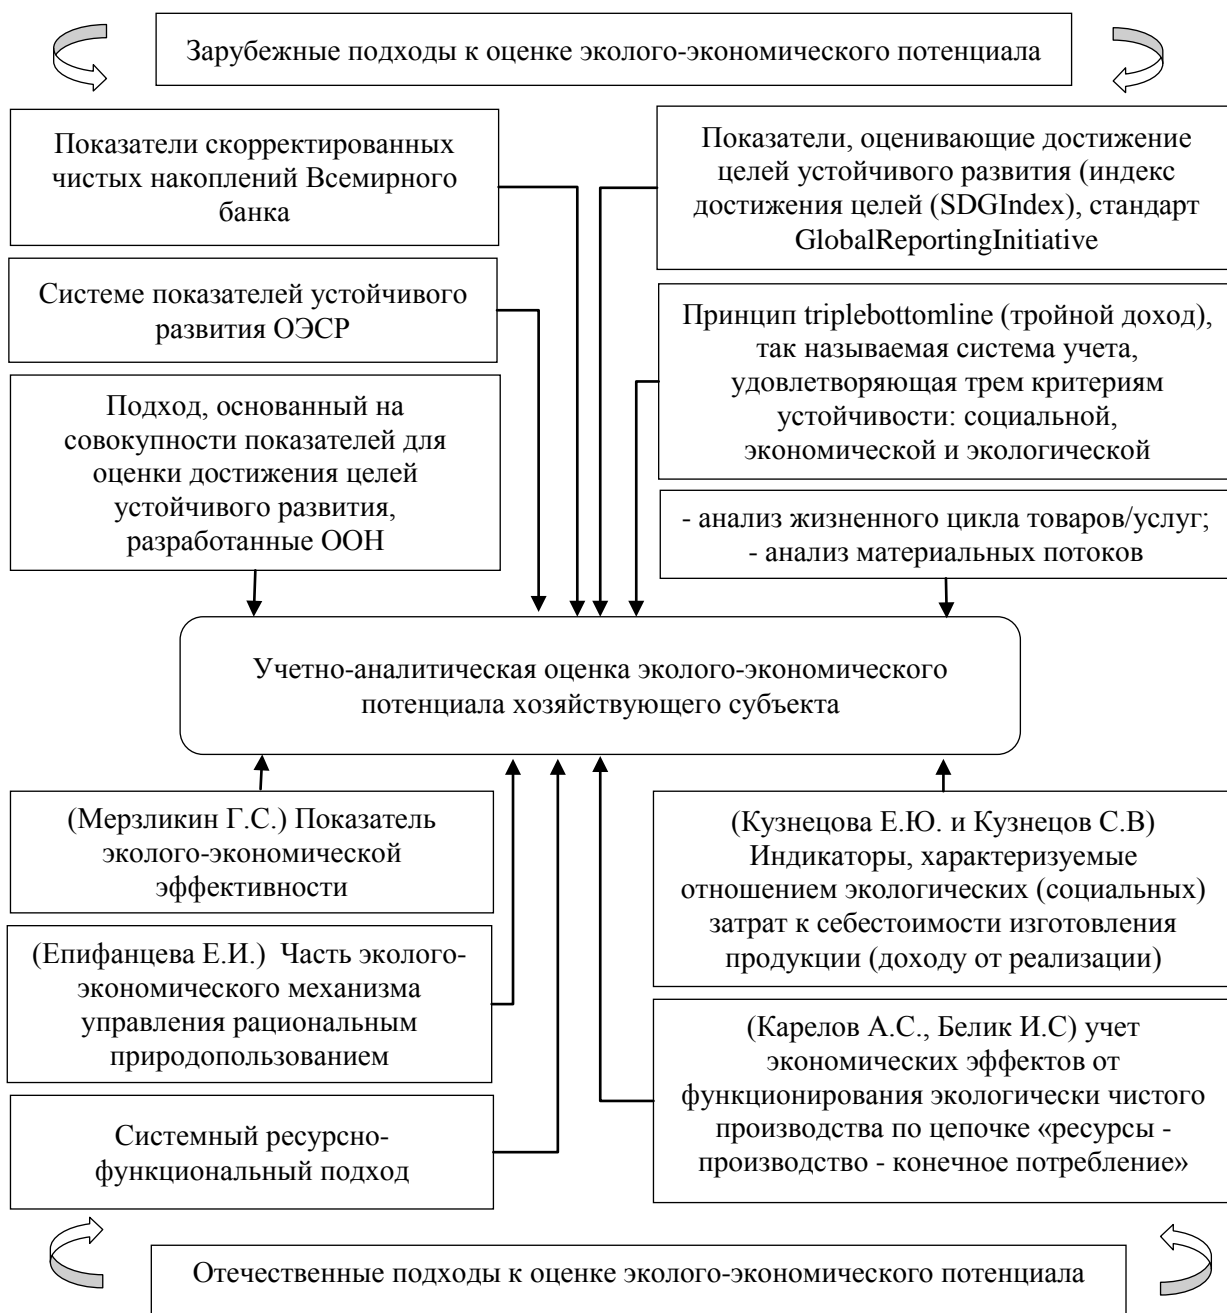 Зарубежные подходы к оценке эколого-экономического потенциала
Показатели скорректированных
чистых накоплений Всемирного
банка
Системе показателей устойчивого
развития ОЭСР
Подход, основанный на
совокупности показателей для
оценки достижения целей
устойчивого развития,
разработанные ООН
Показатели, оценивающие достижение
целей устойчивого развития (индекс
достижения целей (SDGIndex), стандарт
GlobalReportingInitiative
Принцип triplebottomline (тройной доход),
так называемая система учета,
удовлетворяющая трем критериям
устойчивости: социальной,
экономической и экологической
- анализ жизненного цикла товаров/услуг;
- анализ материальных потоков
Учетно-аналитическая оценка эколого-экономического
потенциала хозяйствующего субъекта
(Мерзликин Г.С.) Показатель
эколого-экономической
эффективности
(Епифанцева Е.И.) Часть эколого-
экономического механизма
управления рациональным
природопользованием
Системный ресурсно-
функциональный подход
(Кузнецова Е.Ю. и Кузнецов С.В)
Индикаторы, характеризуемые
отношением экологических (социальных)
затрат к себестоимости изготовления
продукции (доходу от реализации)
(Карелов А.С., Белик И.С) учет
экономических эффектов от
функционирования экологически чистого
производства по цепочке «ресурсы -
производство - конечное потребление»
Отечественные подходы к оценке эколого-экономического потенциала